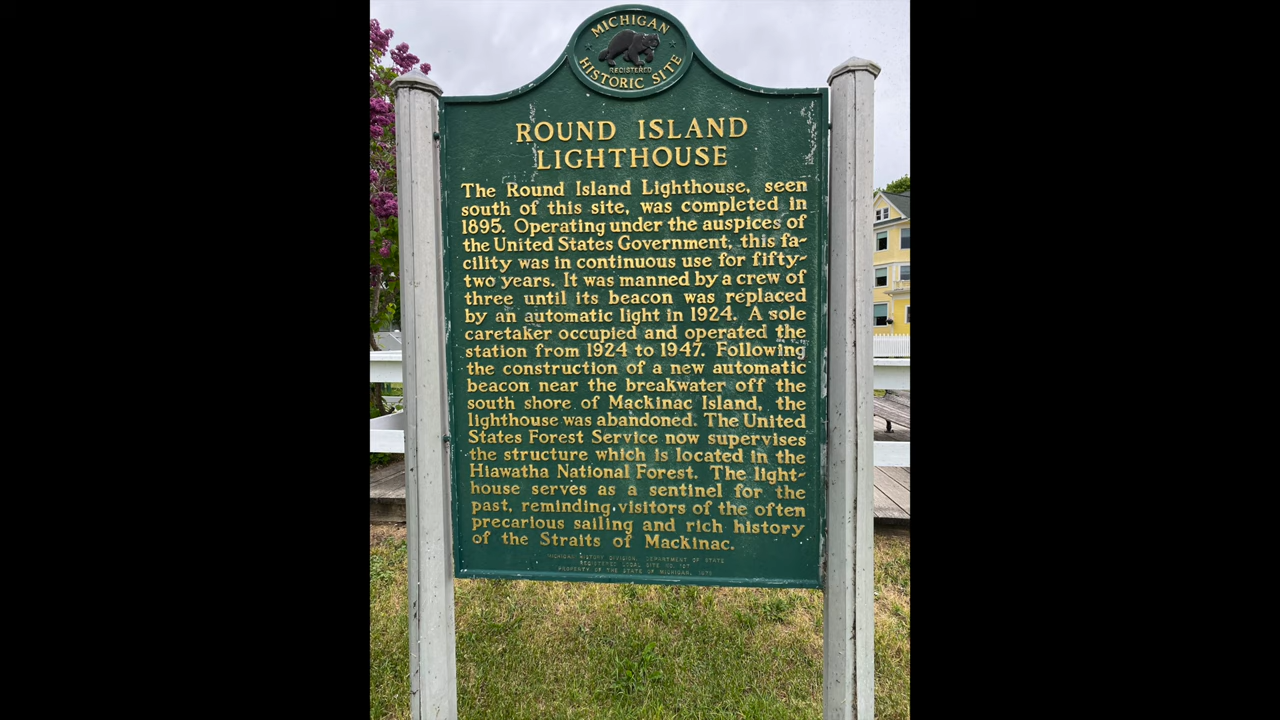 MICHIGAN
REGISTERED
HISTORIC SITE
ROUND ISLAND
LIGHTHOUSE
The Round Island Lighthouse, seen
south of this site, was completed in
1895. Operating under the auspices of
the United States Government, this fa-
cility was in continuous use for fifty-
two years. It was manned by a crew of
three until its beacon was replaced
by an automatic light in 1924. A sole
caretaker occupied and operated the
station from 1924 to 1947. Following
the construction of a new automatic
beacon near the breakwater off the
south shore of Mackinac Island, the
lighthouse was abandoned. The United
States Forest Service now supervises
the structure which is located in the
Hiawatha National Forest. The light-
house serves as a sentinel for the
past, reminding visitors of the often
precarious sailing and rich history
of the Straits of Mackinac.
MICHIGAN HISTORY DIVISION, DEPARTMENT OF STATE
REGISTERED LOCAL SITE NO.
PROPERTY OF THE STATE OF MICHIGAN,